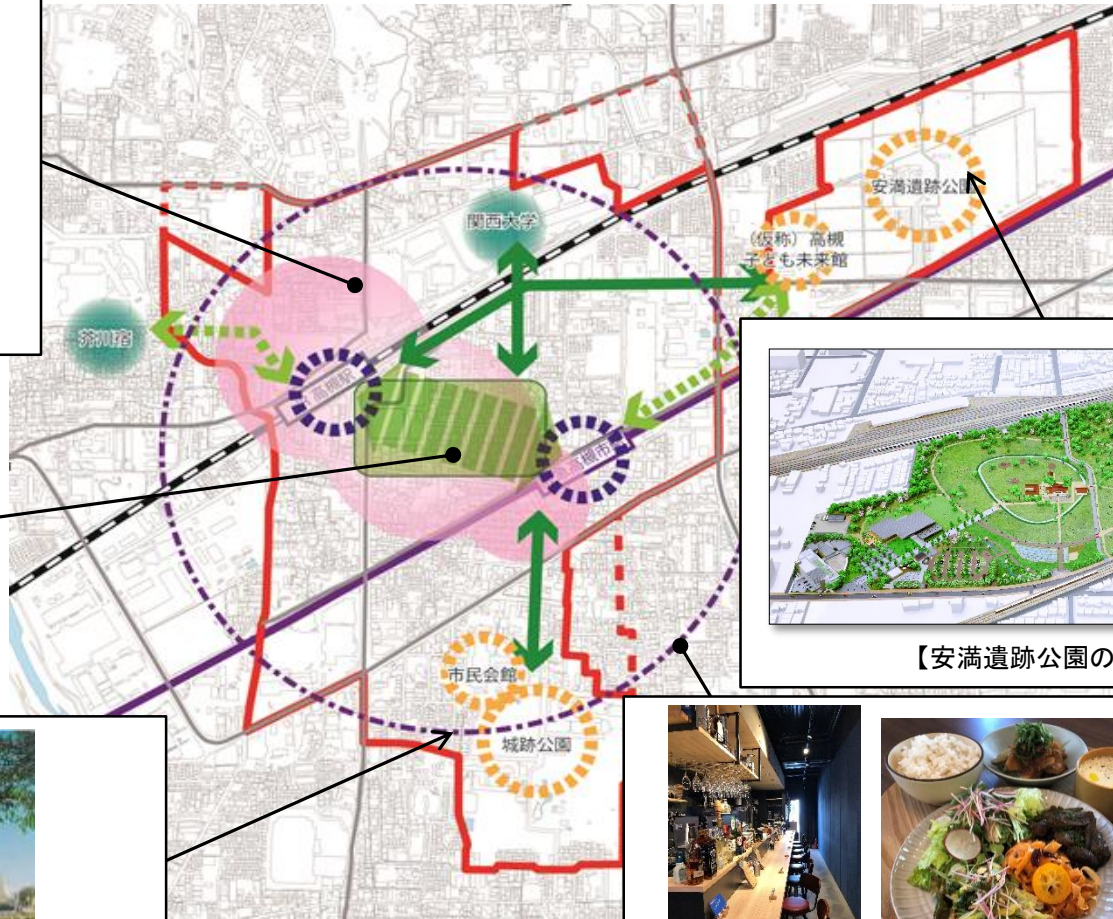 関西大学
安満遺跡公園
(仮称)高槻
子ども未来館
芥川宿
高槻駅
高槻市
市民会館
城跡公園
【安満遺跡公園の